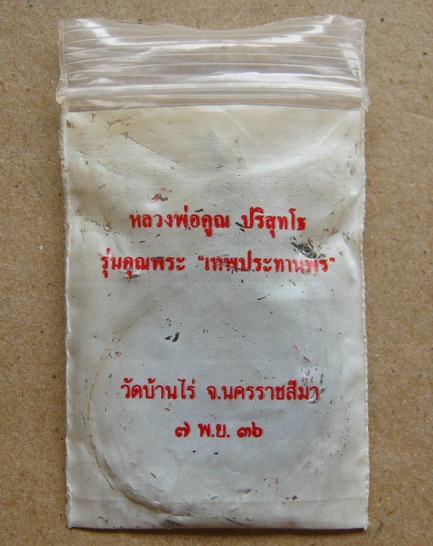 หลวงพ่อคูณ ปริสุทโธ
รุ่นคุณพระ "เทพประทานพร"
วัดบ้านไร่ จ.นครราชสีมา
๗ พ.ย. ๓๖